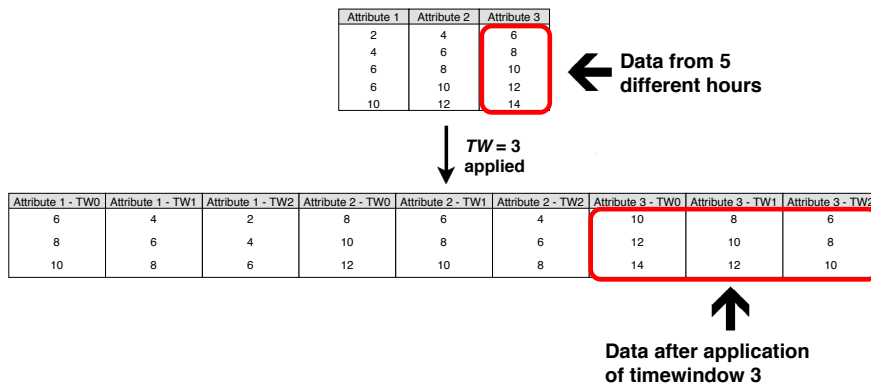 Attribute 1 Attribute 2 Attribute 3
2 4 6
4 6 8
6 8 10
6 10 12
10 12 14
Data from 5
different hours
TW = 3
applied
Attribute 1 - TW0 Attribute 1 - TW1 Attribute 1 - TW2 Attribute 2 - TW0 Attribute 2 - TW1 Attribute 2 - TW2 Attribute 3 - TW0 Attribute 3 - TW1 Attribute 3 - TW2
6 4 2 8 6 4 10 8 6
8 6 4 10 8 6 12 10 8
10 8 6 12 10 8 14 12 10
Data after application
of timewindow 3